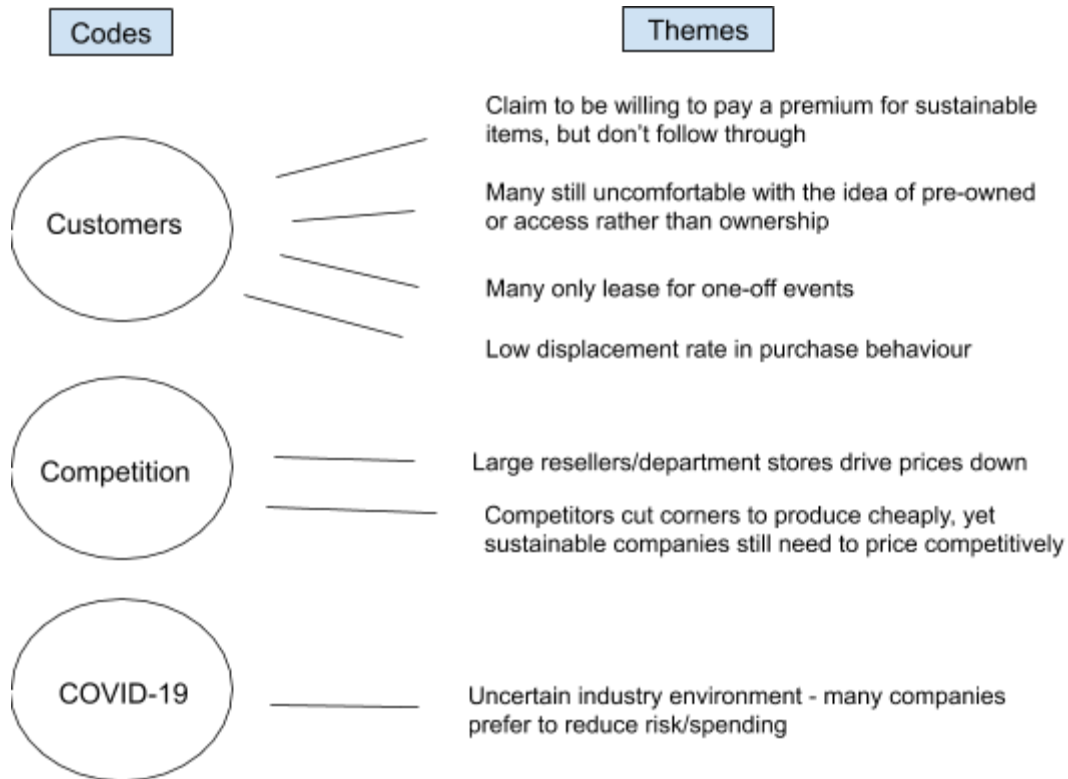 Codes
Themes
Claim to be willing to pay a premium for sustainable
items, but don't follow through
Customers
Many still uncomfortable with the idea of pre-owned
or access rather than ownership
Many only lease for one-off events
Low displacement rate in purchase behaviour
Competition
Large resellers/department stores drive prices down
Competitors cut corners to produce cheaply, yet
sustainable companies still need to price competitively
COVID-19
Uncertain industry environment - many companies
prefer to reduce risk/spending